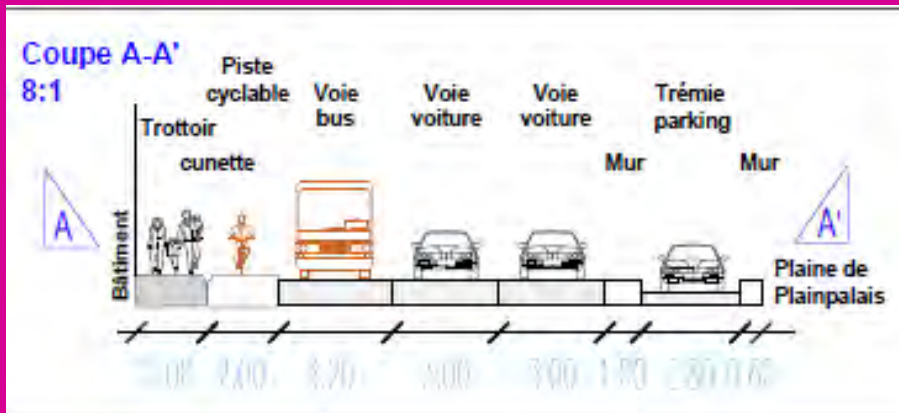 Coupe A-A'
8:1
Piste
cyclable
Voie
bus
Voie
voiture
Voie
voiture
Trémie
parking
Trottoir
cunette
Mur
Mur
A
A'
Bâtiment
Plaine de
Plainpalais